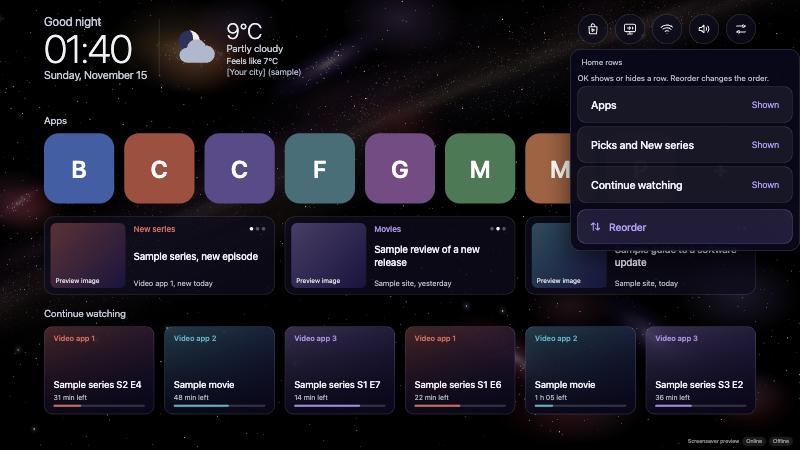 Good night
01:40
Sunday, November 15
9°C
Partly cloudy
Feels like 7°C
[Your city] (sample)
Home rows
OK shows or hides a row. Reorder changes the order.
Apps Shown
Picks and New series Shown
Continue watching Shown
Reorder
Apps
B
C
C
F
G
M
M
New series
Sample series, new episode
Video app 1, new today
Preview image
Movies
Sample review of a new
release
Sample site, yesterday
Preview image
Sample guide to a software
update
Sample site, today
Preview image
Continue watching
Video app 1
Sample series S2 E4
31 min left
Video app 2
Sample movie
48 min left
Video app 3
Sample series S1 E7
14 min left
Video app 1
Sample series S1 E6
22 min left
Video app 2
Sample movie
1 h 05 left
Video app 3
Sample series S3 E2
36 min left
Screensaver preview Online Offline